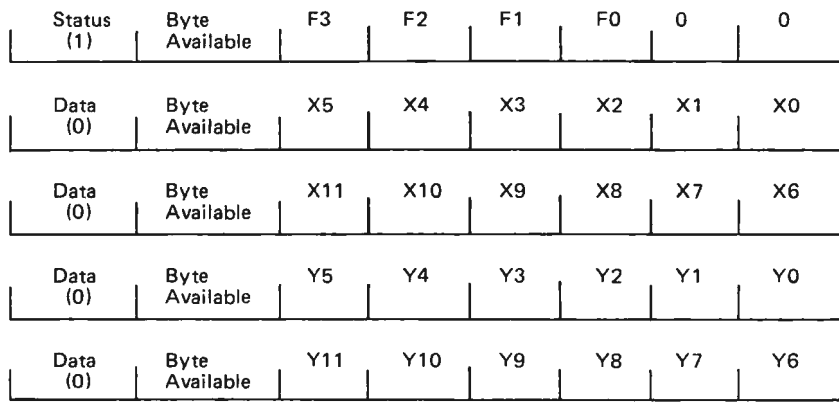 Status Byte F3 F2 F1 F0 0 0
(1) Available
Data Byte X5 X4 X3 X2 X1 X0
(0) Available
Data Byte X11 X10 X9 X8 X7 X6
(0) Available
Data Byte Y5 Y4 Y3 Y2 Y1 Y0
(0) Available
Data Byte Y11 Y10 Y9 Y8 Y7 Y6
(0) Available